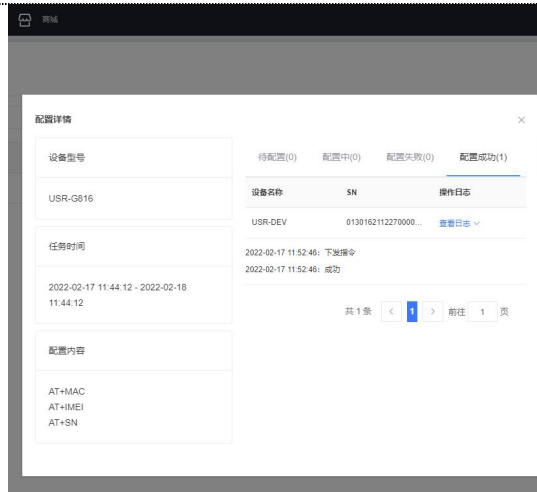 商城
配置详情
设备型号
USR-G816
任务时间
2022-02-17 11:44:12 - 2022-02-18
11:44:12
配置内容
AT+MAC
AT+IMEI
AT+SN
待配置(0) 配置中(0) 配置失败(0) 配置成功(1)
设备名称 SN 操作日志
USR-DEV 0130162112270000... 查看日志
2022-02-17 11:52:46: 下发指令
2022-02-17 11:52:46: 成功
共 1 条 < 1 > 前往 1 页